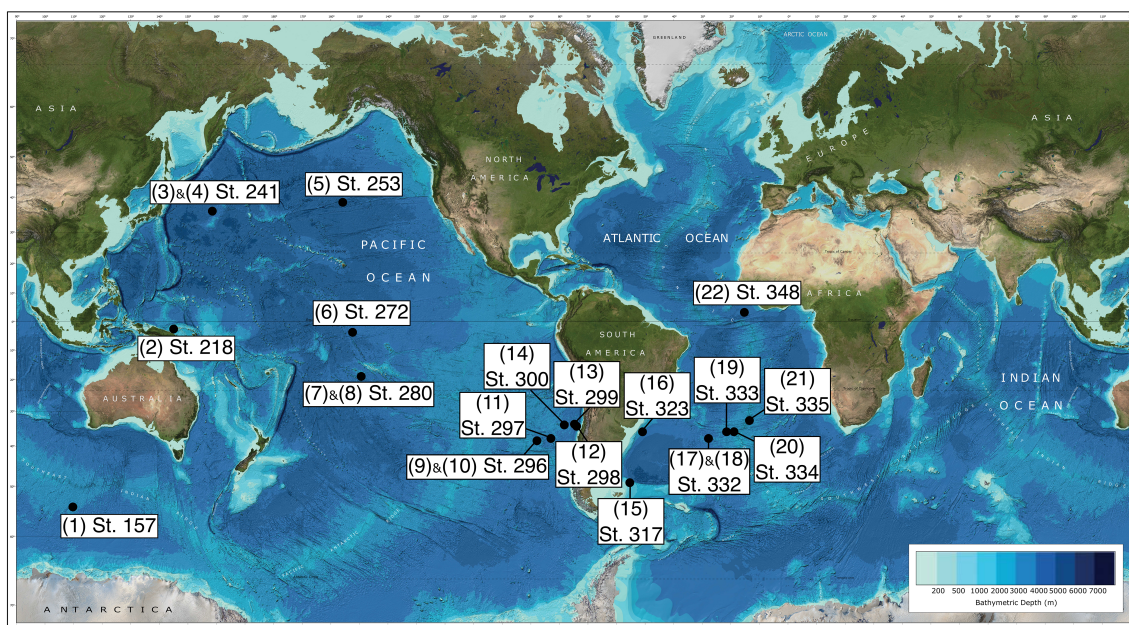 GREENLAND
ARCTIC OCEAN
ASIA
EUROPE
ASIA
NORTH
AMERICA
(3)&(4) St. 241
(5) St. 253
PACIFIC
OCEAN
ATLANTIC OCEAN
AFRICA
(22) St. 348
(6) St. 272
(2) St. 218
SOUTH
AMERICA
(7)&(8) St. 280
AUSTRALIA
INDIAN
OCEAN
(14)
St. 300
(13)
St. 299
(16)
St. 323
(19)
St. 333
(21)
St. 335
(11)
St. 297
(9)&(10) St. 296
(12)
St. 298
(17)&(18)
St. 332
(20)
St. 334
(15)
St. 317
(1) St. 157
ANTARCTICA
200 500 1000 2000 3000 4000 5000 6000 7000
Bathymetric Depth (m)